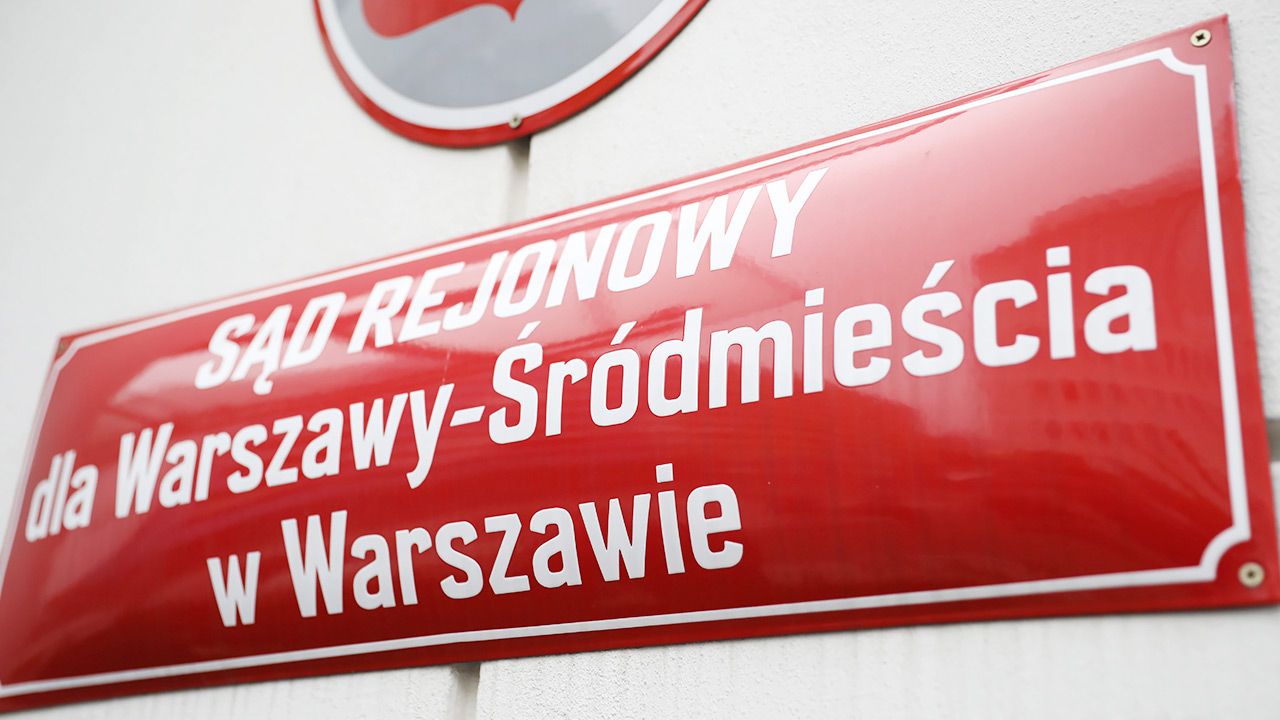 SĄD REJONOWY
dla Warszawy-Śródmieścia
w Warszawie